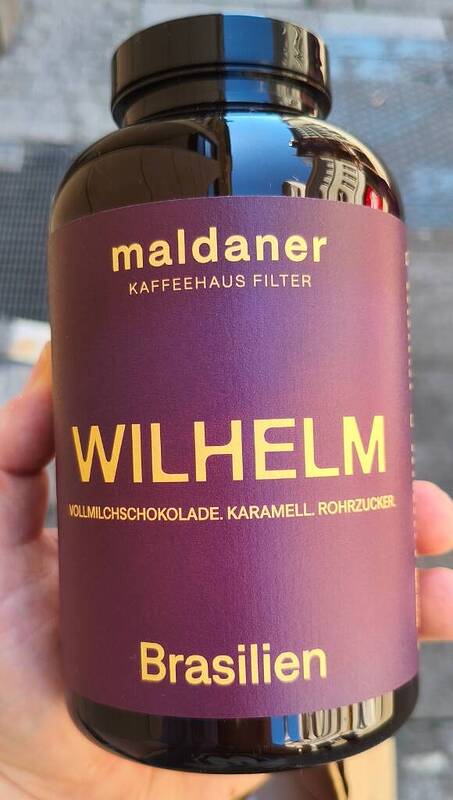 maldaner
KAFFEEHAUS FILTER
WILHELM
VOLLMILCHSCHOKOLADE. KARAMELL. ROHRZUCKER.
Brasilien